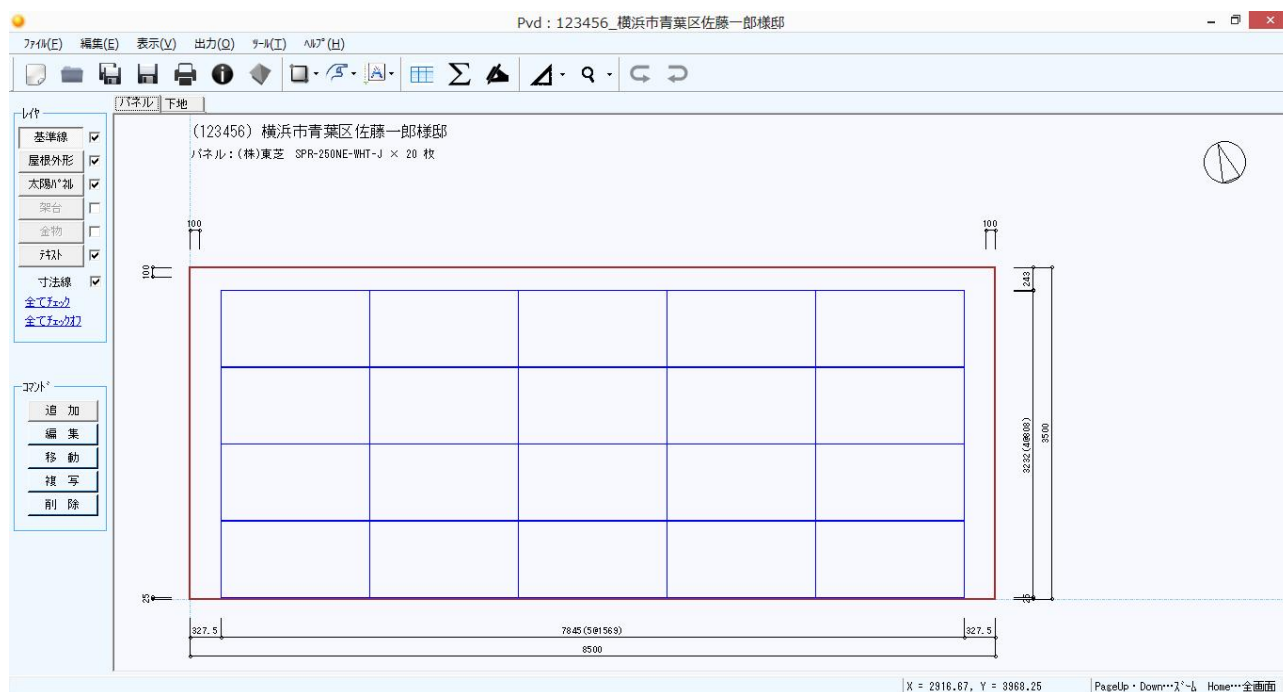 Pvd : 123456_横浜市青葉区佐藤一郎様邸
ﾌｧｲﾙ(F) 編集(E) 表示(V) 出力(O) ﾂｰﾙ(T) ﾍﾙﾌﾟ(H)
パネル 下地
ﾚｲﾔ
基準線
屋根外形
太陽ﾊﾟﾈﾙ
架台
金物
ﾃｷｽﾄ
寸法線
全てﾁｪｯｸ
全てﾁｪｯｸｵﾌ
ｺﾏﾝﾄﾞ
追 加
編 集
移 動
複 写
削 除
(123456) 横浜市青葉区佐藤一郎様邸
パネル：(株)東芝 SPR-250NE-WHT-J × 20 枚
100
100
100
243
3232(4@808)
3500
25
25
327.5
7845(5@1569)
327.5
8500
X = 2916.67, Y = 3968.25
PageUp・Down…ｽﾞｰﾑ Home…全画面